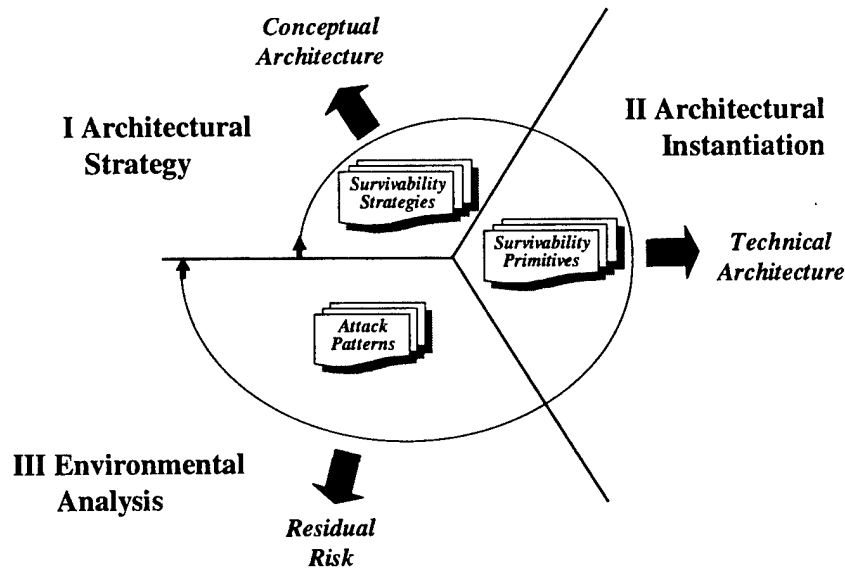 Conceptual
Architecture
I Architectural
Strategy
II Architectural
Instantiation
Survivability
Strategies
Survivability
Primitives
Technical
Architecture
Attack
Patterns
III Environmental
Analysis
Residual
Risk